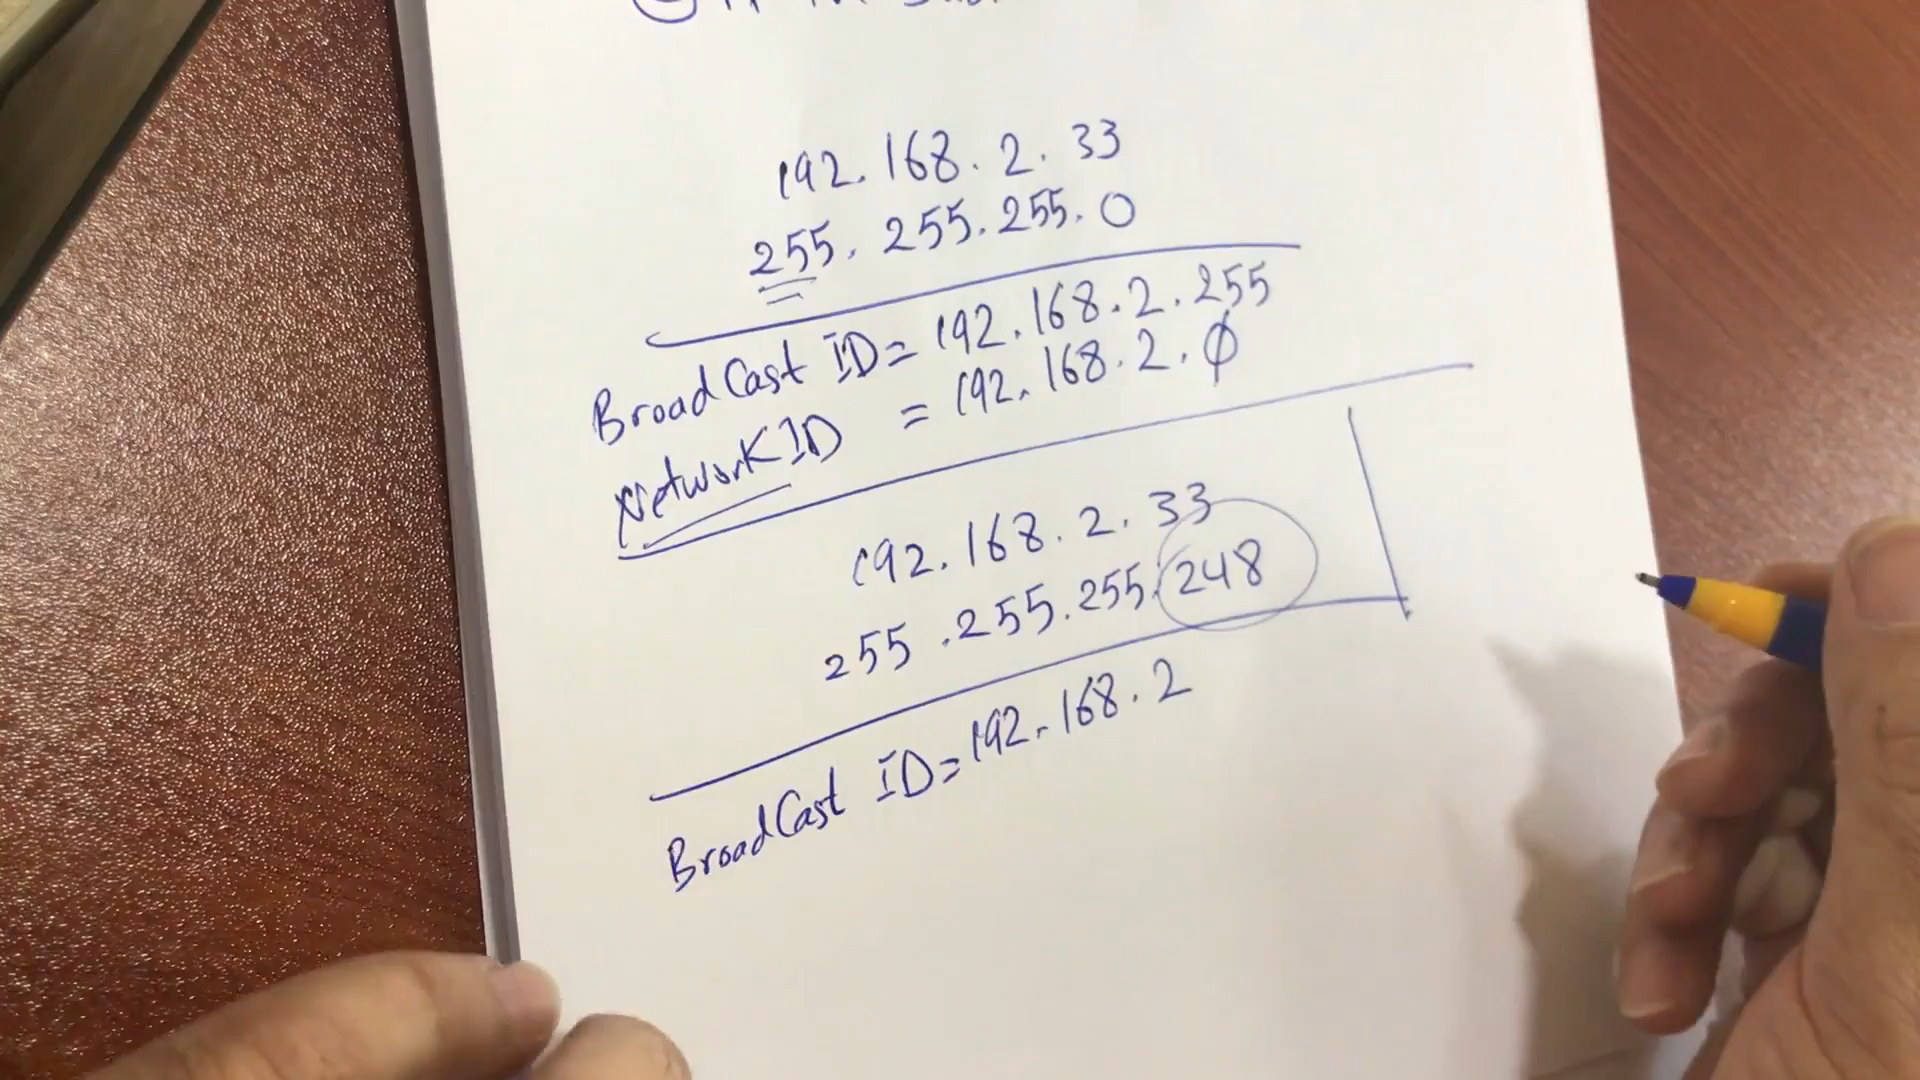 192.168.2.33
255.255.255.0
BroadCast ID = 192.168.2.255
Network ID = 192.168.2.0
192.168.2.33
255.255.255.248
BroadCast ID = 192.168.2